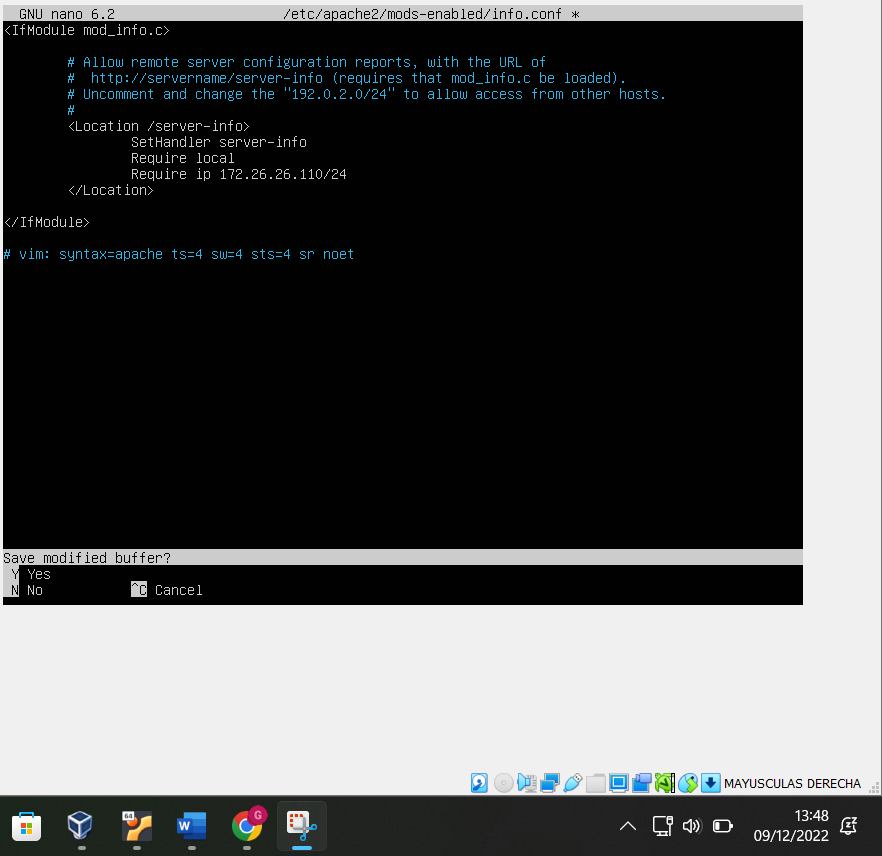 GNU nano 6.2 /etc/apache2/mods-enabled/info.conf *
<IfModule mod_info.c>
# Allow remote server configuration reports, with the URL of
#  http://servername/server-info (requires that mod_info.c be loaded).
# Uncomment and change the "192.0.2.0/24" to allow access from other hosts.
#
<Location /server-info>
SetHandler server-info
Require local
Require ip 172.26.26.110/24
</Location>
</IfModule>
# vim: syntax=apache ts=4 sw=4 sts=4 sr noet
Save modified buffer?
Y Yes
N No ^C Cancel
MAYUSCULAS DERECHA
64
W
G
13:48
09/12/2022